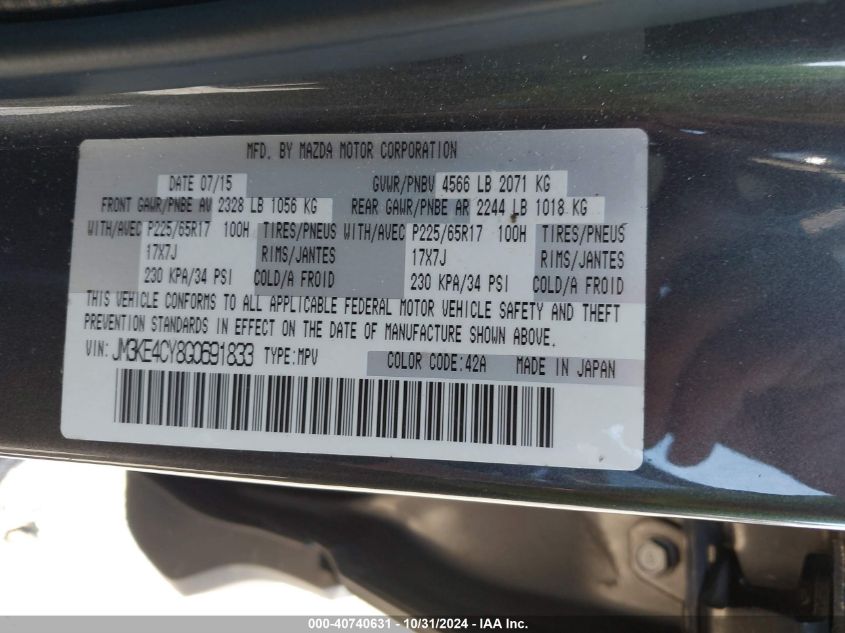 MFD. BY MAZDA MOTOR CORPORATION
DATE 07/15 GVWR/PNBV 4566 LB 2071 KG
FRONT GAWR/PNBE AV 2328 LB 1056 KG REAR GAWR/PNBE AR 2244 LB 1018 KG
WITH/AVEC P225/65R17 100H TIRES/PNEUS WITH/AVEC P225/65R17 100H TIRES/PNEUS
17X7J RIMS/JANTES 17X7J RIMS/JANTES
230 KPA/34 PSI COLD/A FROID 230 KPA/34 PSI COLD/A FROID
THIS VEHICLE CONFORMS TO ALL APPLICABLE FEDERAL MOTOR VEHICLE SAFETY AND THEFT
PREVENTION STANDARDS IN EFFECT ON THE DATE OF MANUFACTURE SHOWN ABOVE.
VIN: JM3KE4CY8G0691833 TYPE:MPV COLOR CODE:42A MADE IN JAPAN
000-40740631 - 10/31/2024 - IAA Inc.